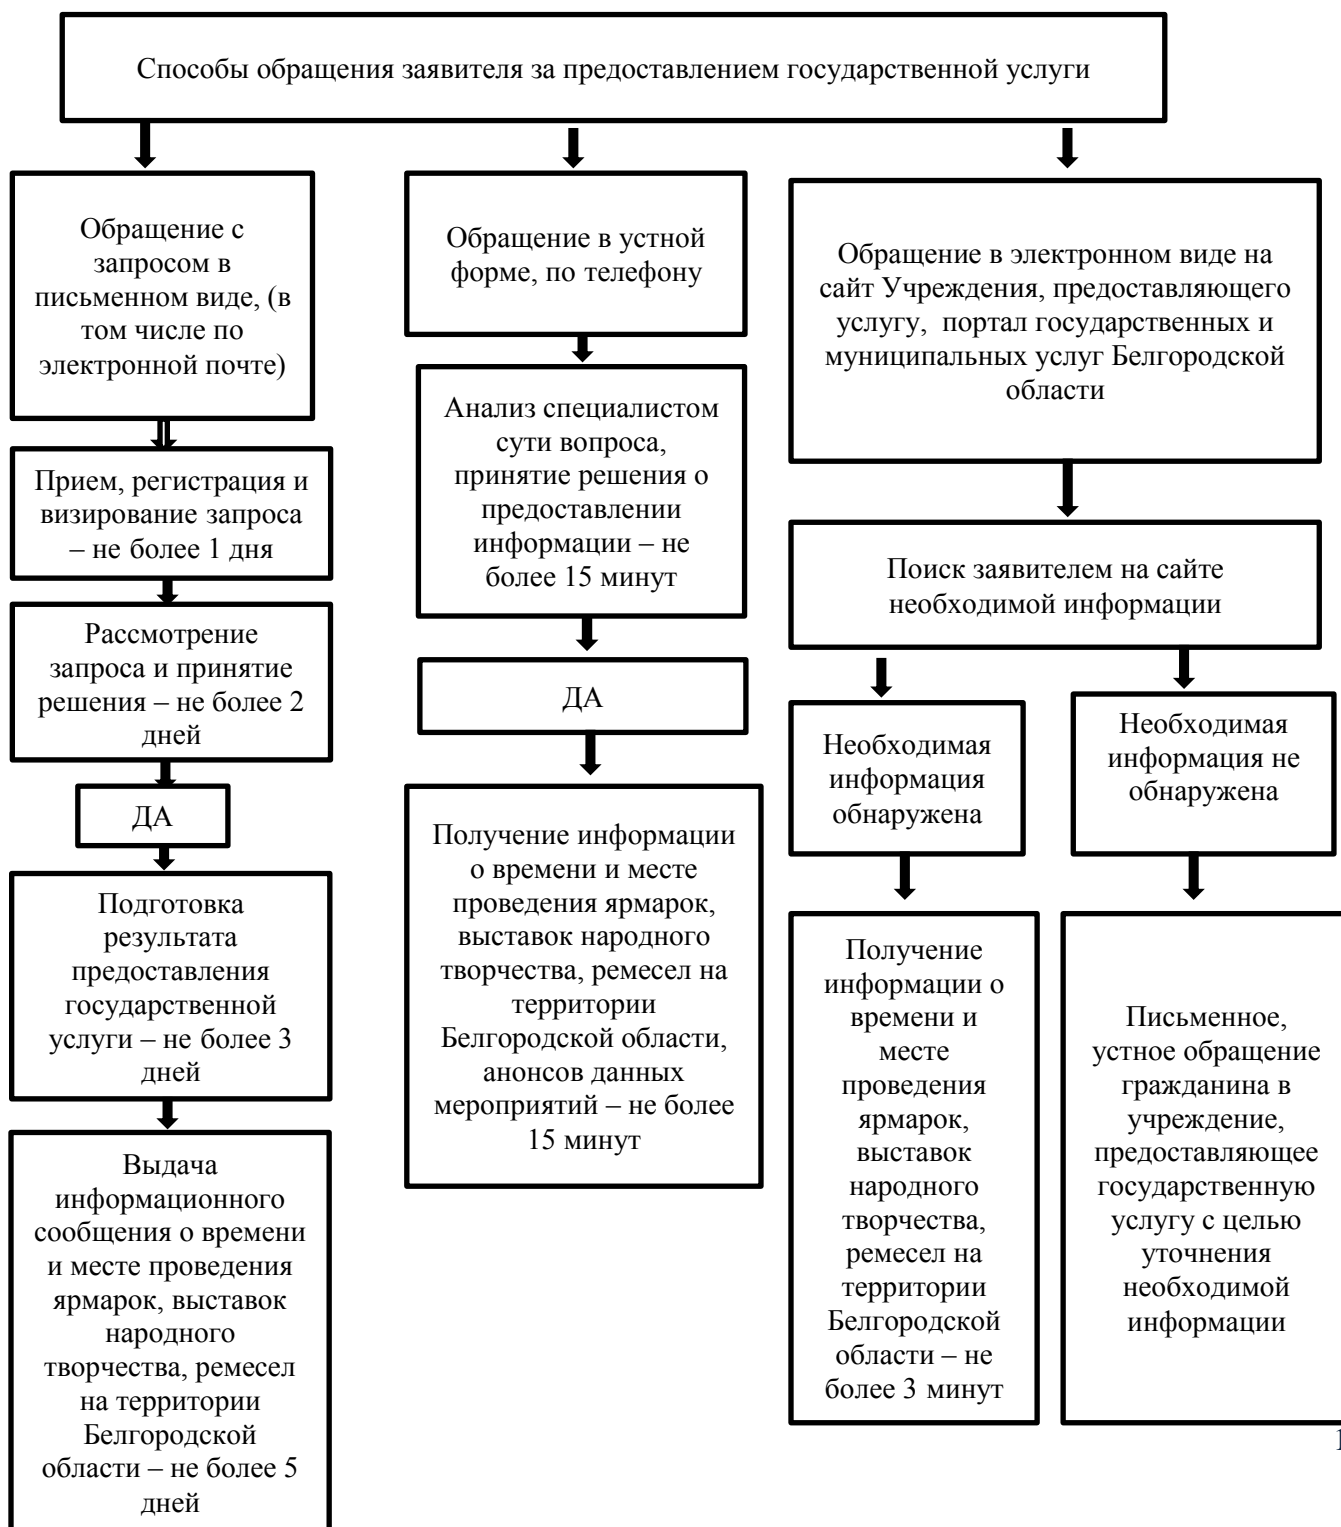 Способы обращения заявителя за предоставлением государственной услуги
Обращение с
запросом в
письменном виде, (в
том числе по
электронной почте)
Прием, регистрация и
визирование запроса
– не более 1 дня
Рассмотрение
запроса и принятие
решения – не более 2
дней
ДА
Подготовка
результата
предоставления
государственной
услуги – не более 3
дней
Выдача
информационного
сообщения о времени
и месте проведения
ярмарок, выставок
народного
творчества, ремесел
на территории
Белгородской
области – не более 5
дней
Обращение в устной
форме, по телефону
Анализ специалистом
сути вопроса,
принятие решения о
предоставлении
информации – не
более 15 минут
ДА
Получение информации
о времени и месте
проведения ярмарок,
выставок народного
творчества, ремесел на
территории
Белгородской области,
анонсов данных
мероприятий – не более
15 минут
Обращение в электронном виде на
сайт Учреждения, предоставляющего
услугу, портал государственных и
муниципальных услуг Белгородской
области
Поиск заявителем на сайте
необходимой информации
Необходимая
информация
обнаружена
Получение
информации о
времени и
месте
проведения
ярмарок,
выставок
народного
творчества,
ремесел на
территории
Белгородской
области – не
более 3 минут
Необходимая
информация не
обнаружена
Письменное,
устное обращение
гражданина в
учреждение,
предоставляющее
государственную
услугу с целью
уточнения
необходимой
информации
1